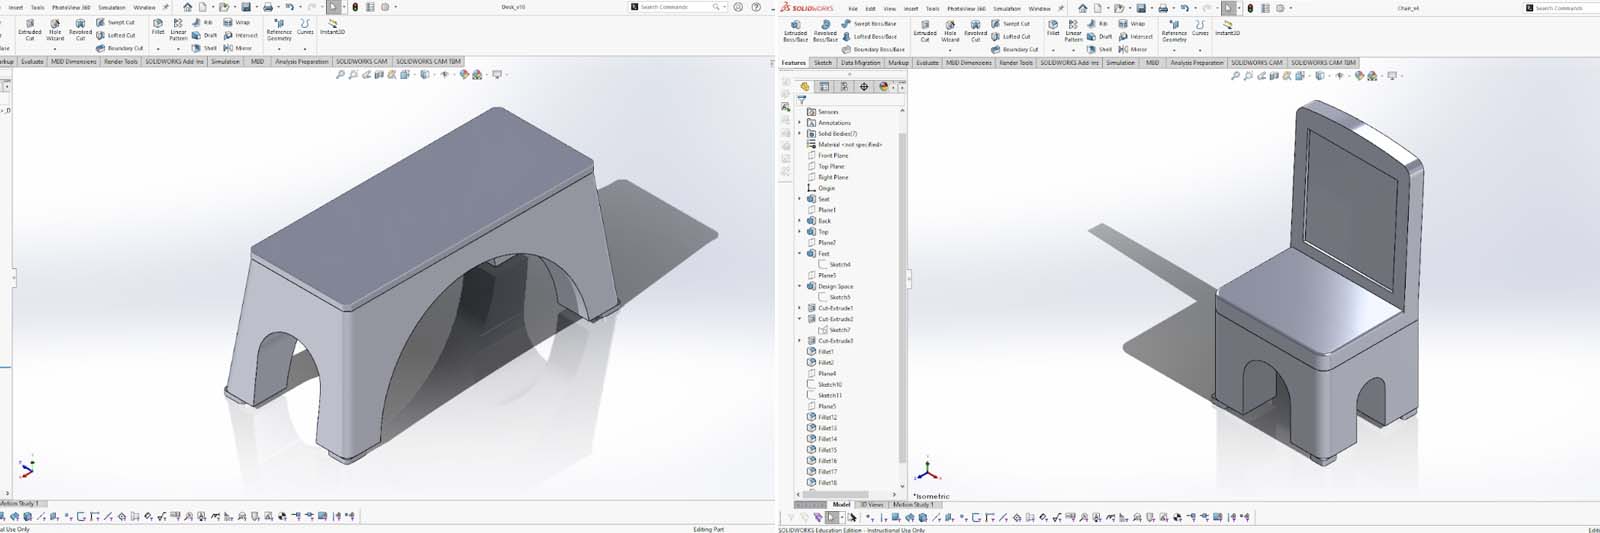 Insert Tools PhotoView 360 Simulation Window
Desk_v10
Search Commands
Extruded Cut
Hole Wizard
Revolved Cut
Swept Cut
Lofted Cut
Boundary Cut
Fillet
Linear Pattern
Rib
Draft
Shell
Wrap
Intersect
Mirror
Reference Geometry
Curves
Instant3D
Evaluate MBD Dimensions Render Tools SOLIDWORKS Add-Ins Simulation MBD Analysis Preparation SOLIDWORKS CAM SOLIDWORKS CAM TBM
Motion Study 1
Editing Part
SOLIDWORKS
File Edit View Insert Tools PhotoView 360 Simulation Window
Chair_v4
Search Commands
Extruded Boss/Base
Revolved Boss/Base
Swept Boss/Base
Lofted Boss/Base
Boundary Boss/Base
Extruded Cut
Hole Wizard
Revolved Cut
Swept Cut
Lofted Cut
Boundary Cut
Fillet
Linear Pattern
Rib
Draft
Shell
Wrap
Intersect
Mirror
Reference Geometry
Curves
Instant3D
Features Sketch Data Migration Markup Evaluate MBD Dimensions Render Tools SOLIDWORKS Add-Ins Simulation MBD Analysis Preparation SOLIDWORKS CAM SOLIDWORKS CAM TBM
Sensors
Annotations
Solid Bodies(7)
Material <not specified>
Front Plane
Top Plane
Right Plane
Origin
Seat
Plane1
Back
Top
Plane2
Feet
Sketch4
Plane3
Design Space
Sketch5
Cut-Extrude1
Cut-Extrude2
Sketch7
Cut-Extrude3
Fillet1
Fillet2
Plane4
Sketch10
Sketch11
Plane5
Fillet12
Fillet13
Fillet14
Fillet15
Fillet16
Fillet17
Fillet18
*Isometric
Model 3D Views Motion Study 1
SOLIDWORKS Education Edition - Instructional Use Only